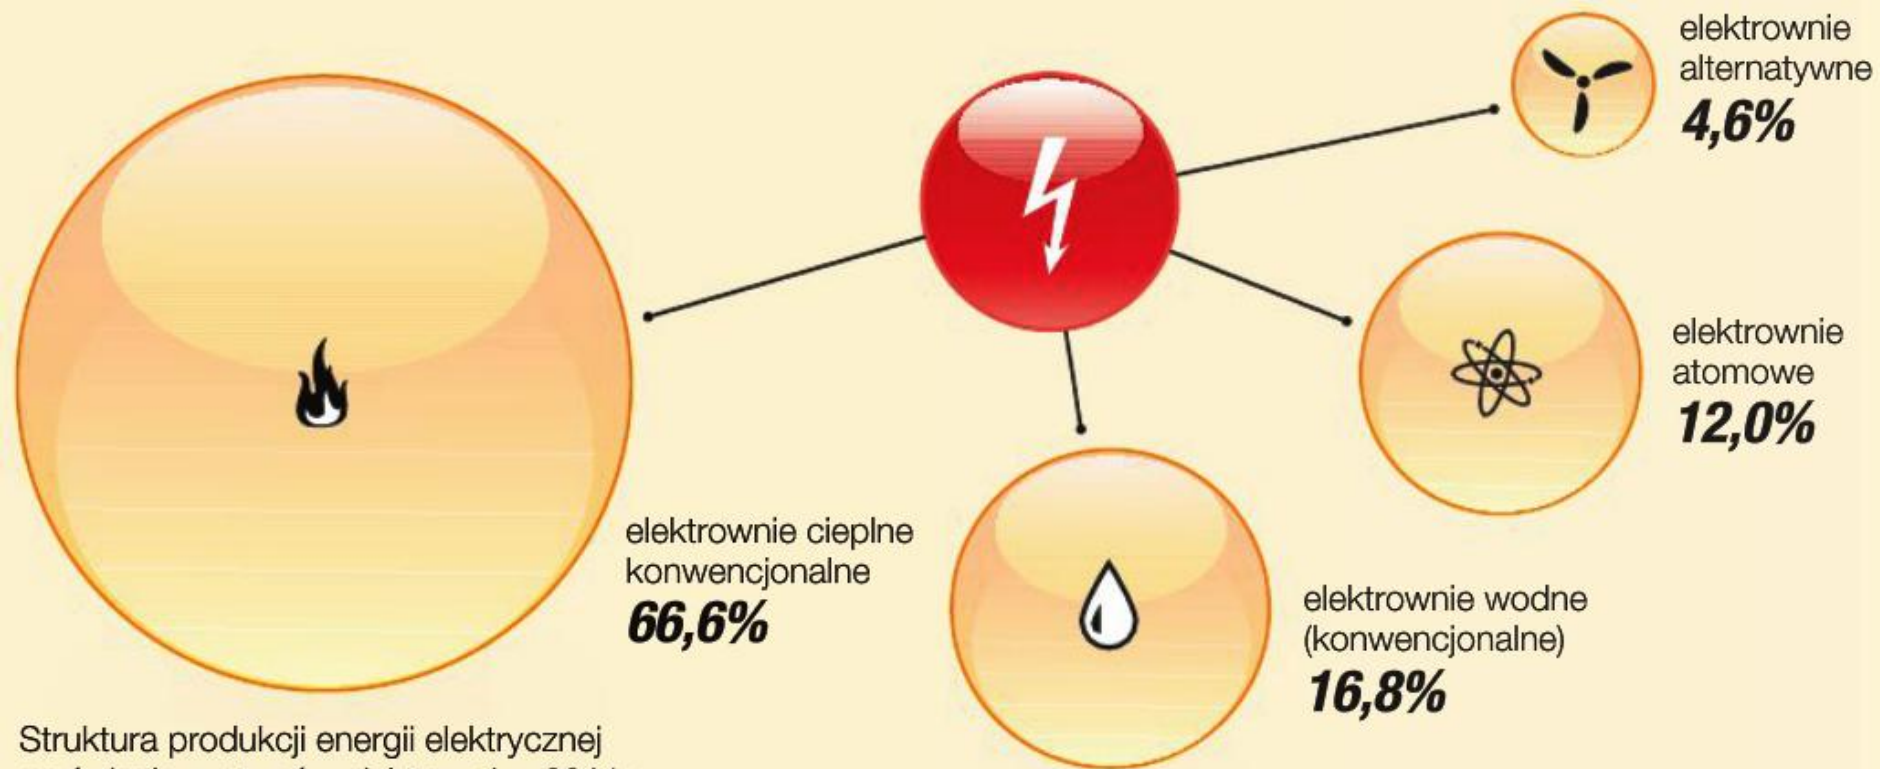 elektrownie
alternatywne
4,6%
elektrownie
atomowe
12,0%
elektrownie cieplne
konwencjonalne
66,6%
elektrownie wodne
(konwencjonalne)
16,8%
Struktura produkcji energii elektrycznej